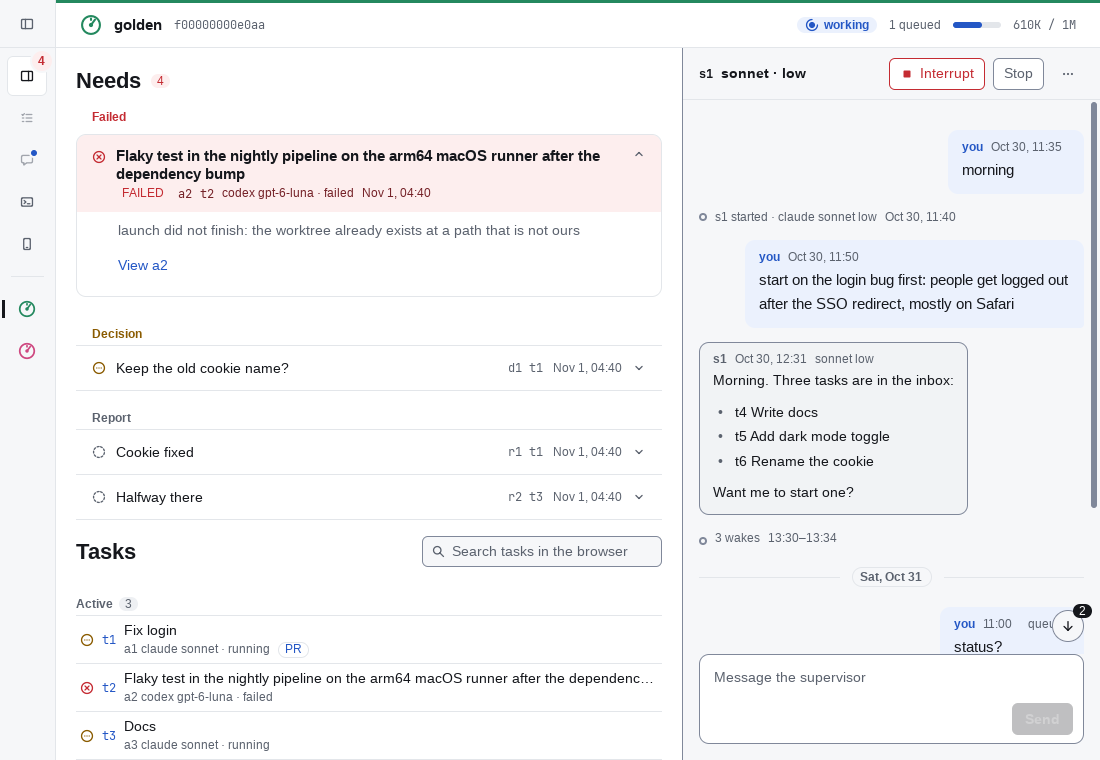 golden f00000000e0aa
working 1 queued 610K / 1M
4
Needs 4
Failed
Flaky test in the nightly pipeline on the arm64 macOS runner after the
dependency bump
FAILED a2 t2 codex gpt-6-luna · failed Nov 1, 04:40
launch did not finish: the worktree already exists at a path that is not ours
View a2
Decision
Keep the old cookie name? d1 t1 Nov 1, 04:40
Report
Cookie fixed r1 t1 Nov 1, 04:40
Halfway there r2 t3 Nov 1, 04:40
Tasks
Search tasks in the browser
Active 3
t1 Fix login
a1 claude sonnet · running PR
t2 Flaky test in the nightly pipeline on the arm64 macOS runner after the dependenc…
a2 codex gpt-6-luna · failed
t3 Docs
a3 claude sonnet · running
s1 sonnet · low
Interrupt
Stop
you Oct 30, 11:35
morning
s1 started · claude sonnet low Oct 30, 11:40
you Oct 30, 11:50
start on the login bug first: people get logged out
after the SSO redirect, mostly on Safari
s1 Oct 30, 12:31 sonnet low
Morning. Three tasks are in the inbox:
• t4 Write docs
• t5 Add dark mode toggle
• t6 Rename the cookie
Want me to start one?
3 wakes 13:30–13:34
Sat, Oct 31
you 11:00
2
status?
Message the supervisor
Send